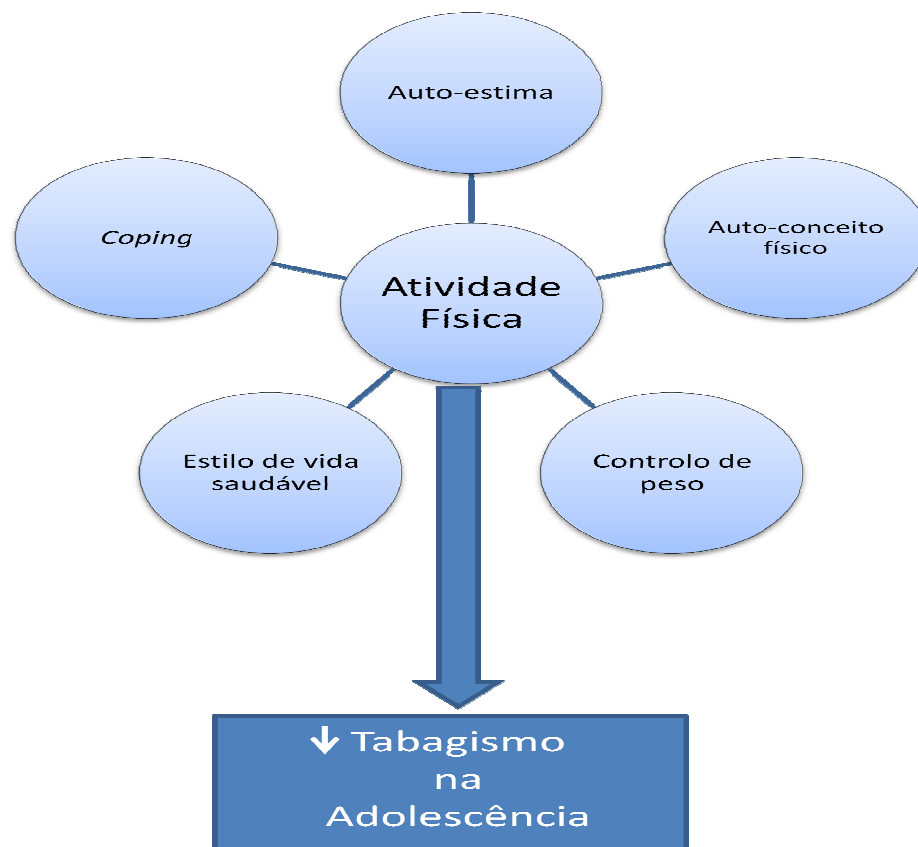 Auto-estima
Coping
Auto-conceito
físico
Atividade
Física
Estilo de vida
saudável
Controlo de
peso
↓ Tabagismo
na
Adolescência